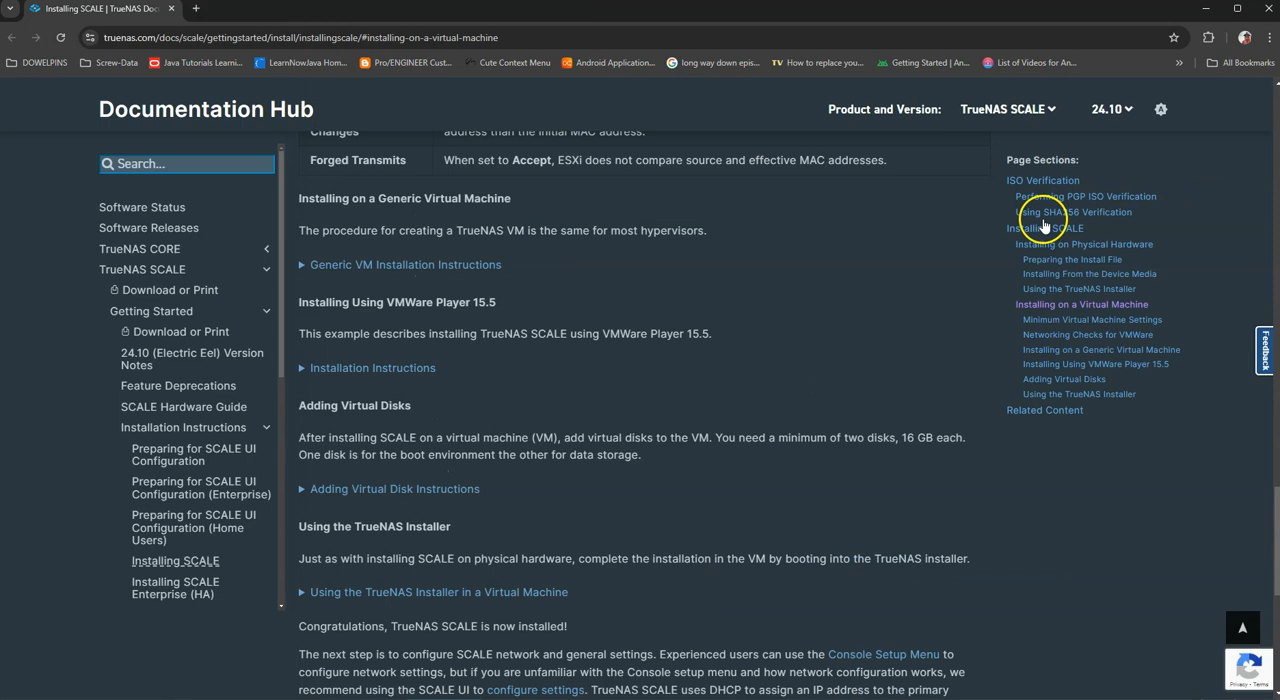 Installing SCALE | TrueNAS Doc
truenas.com/docs/scale/gettingstarted/install/installingscale/#installing-on-a-virtual-machine
DOWELPINS
Screw-Data
Java Tutorials Learni...
LearnNowJava Hom...
Pro/ENGINEER Cust...
Cute Context Menu
Android Application...
long way down epis...
TV How to replace you...
Getting Started | An...
List of Videos for An...
All Bookmarks
Documentation Hub
Product and Version:
TrueNAS SCALE
24.10
Search...
Software Status
Software Releases
TrueNAS CORE
TrueNAS SCALE
Download or Print
Getting Started
Download or Print
24.10 (Electric Eel) Version
Notes
Feature Deprecations
SCALE Hardware Guide
Installation Instructions
Preparing for SCALE UI
Configuration
Preparing for SCALE UI
Configuration (Enterprise)
Preparing for SCALE UI
Configuration (Home
Users)
Installing SCALE
Installing SCALE
Enterprise (HA)
Changes address than the initial MAC address.
Forged Transmits When set to Accept, ESXi does not compare source and effective MAC addresses.
Installing on a Generic Virtual Machine
The procedure for creating a TrueNAS VM is the same for most hypervisors.
Generic VM Installation Instructions
Installing Using VMWare Player 15.5
This example describes installing TrueNAS SCALE using VMWare Player 15.5.
Installation Instructions
Adding Virtual Disks
After installing SCALE on a virtual machine (VM), add virtual disks to the VM. You need a minimum of two disks, 16 GB each.
One disk is for the boot environment the other for data storage.
Adding Virtual Disk Instructions
Using the TrueNAS Installer
Just as with installing SCALE on physical hardware, complete the installation in the VM by booting into the TrueNAS installer.
Using the TrueNAS Installer in a Virtual Machine
Congratulations, TrueNAS SCALE is now installed!
The next step is to configure SCALE network and general settings. Experienced users can use the Console Setup Menu to
configure network settings, but if you are unfamiliar with the Console setup menu and how network configuration works, we
recommend using the SCALE UI to configure settings. TrueNAS SCALE uses DHCP to assign an IP address to the primary
Page Sections:
ISO Verification
Performing PGP ISO Verification
Using SHA256 Verification
Installing SCALE
Installing on Physical Hardware
Preparing the Install File
Installing From the Device Media
Using the TrueNAS Installer
Installing on a Virtual Machine
Minimum Virtual Machine Settings
Networking Checks for VMWare
Installing on a Generic Virtual Machine
Installing Using VMWare Player 15.5
Adding Virtual Disks
Using the TrueNAS Installer
Related Content
Feedback
Privacy - Terms